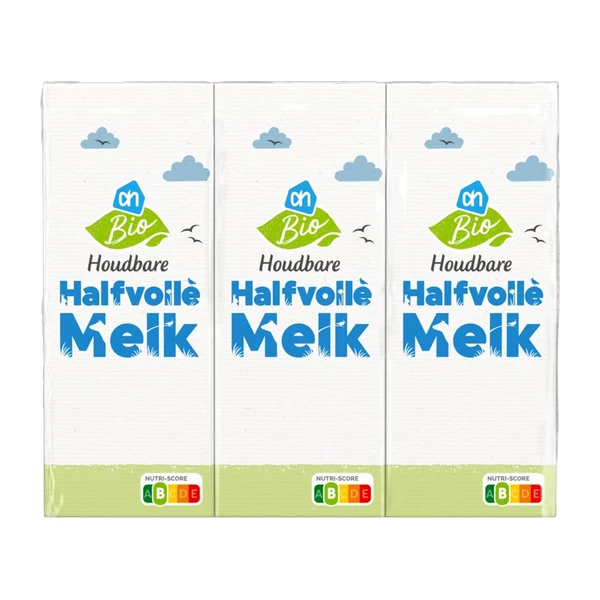 ah
Bio
Houdbare
Halfvolle
Melk
NUTRI-SCORE
A B C D E
ah
Bio
Houdbare
Halfvolle
Melk
NUTRI-SCORE
A B C D E
ah
Bio
Houdbare
Halfvolle
Melk
NUTRI-SCORE
A B C D E